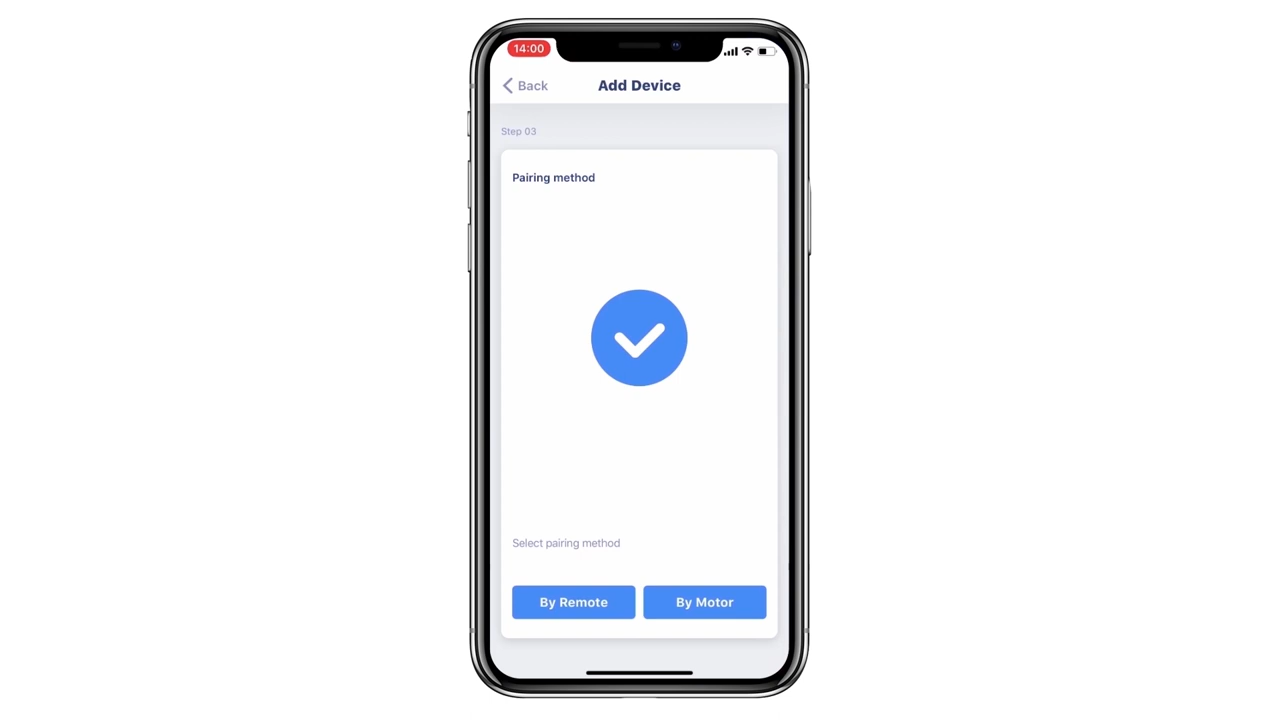 14:00
Back
Add Device
Step 03
Pairing method
Select pairing method
By Remote
By Motor